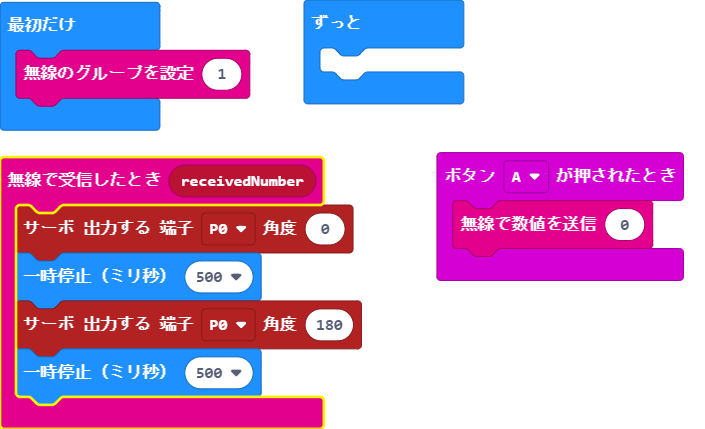 最初だけ
無線のグループを設定 1
ずっと
無線で受信したとき receivedNumber
サーボ 出力する 端子 P0 角度 0
一時停止（ミリ秒） 500
サーボ 出力する 端子 P0 角度 180
一時停止（ミリ秒） 500
ボタン A が押されたとき
無線で数値を送信 0